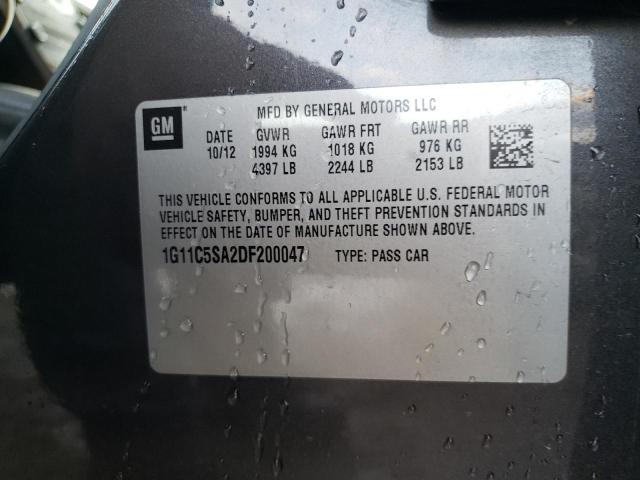 GM
MFD BY GENERAL MOTORS LLC
DATE GVWR GAWR FRT GAWR RR
10/12 1994 KG 1018 KG 976 KG
4397 LB 2244 LB 2153 LB
THIS VEHICLE CONFORMS TO ALL APPLICABLE U.S. FEDERAL MOTOR
VEHICLE SAFETY, BUMPER, AND THEFT PREVENTION STANDARDS IN
EFFECT ON THE DATE OF MANUFACTURE SHOWN ABOVE.
1G11C5SA2DF200047 TYPE: PASS CAR